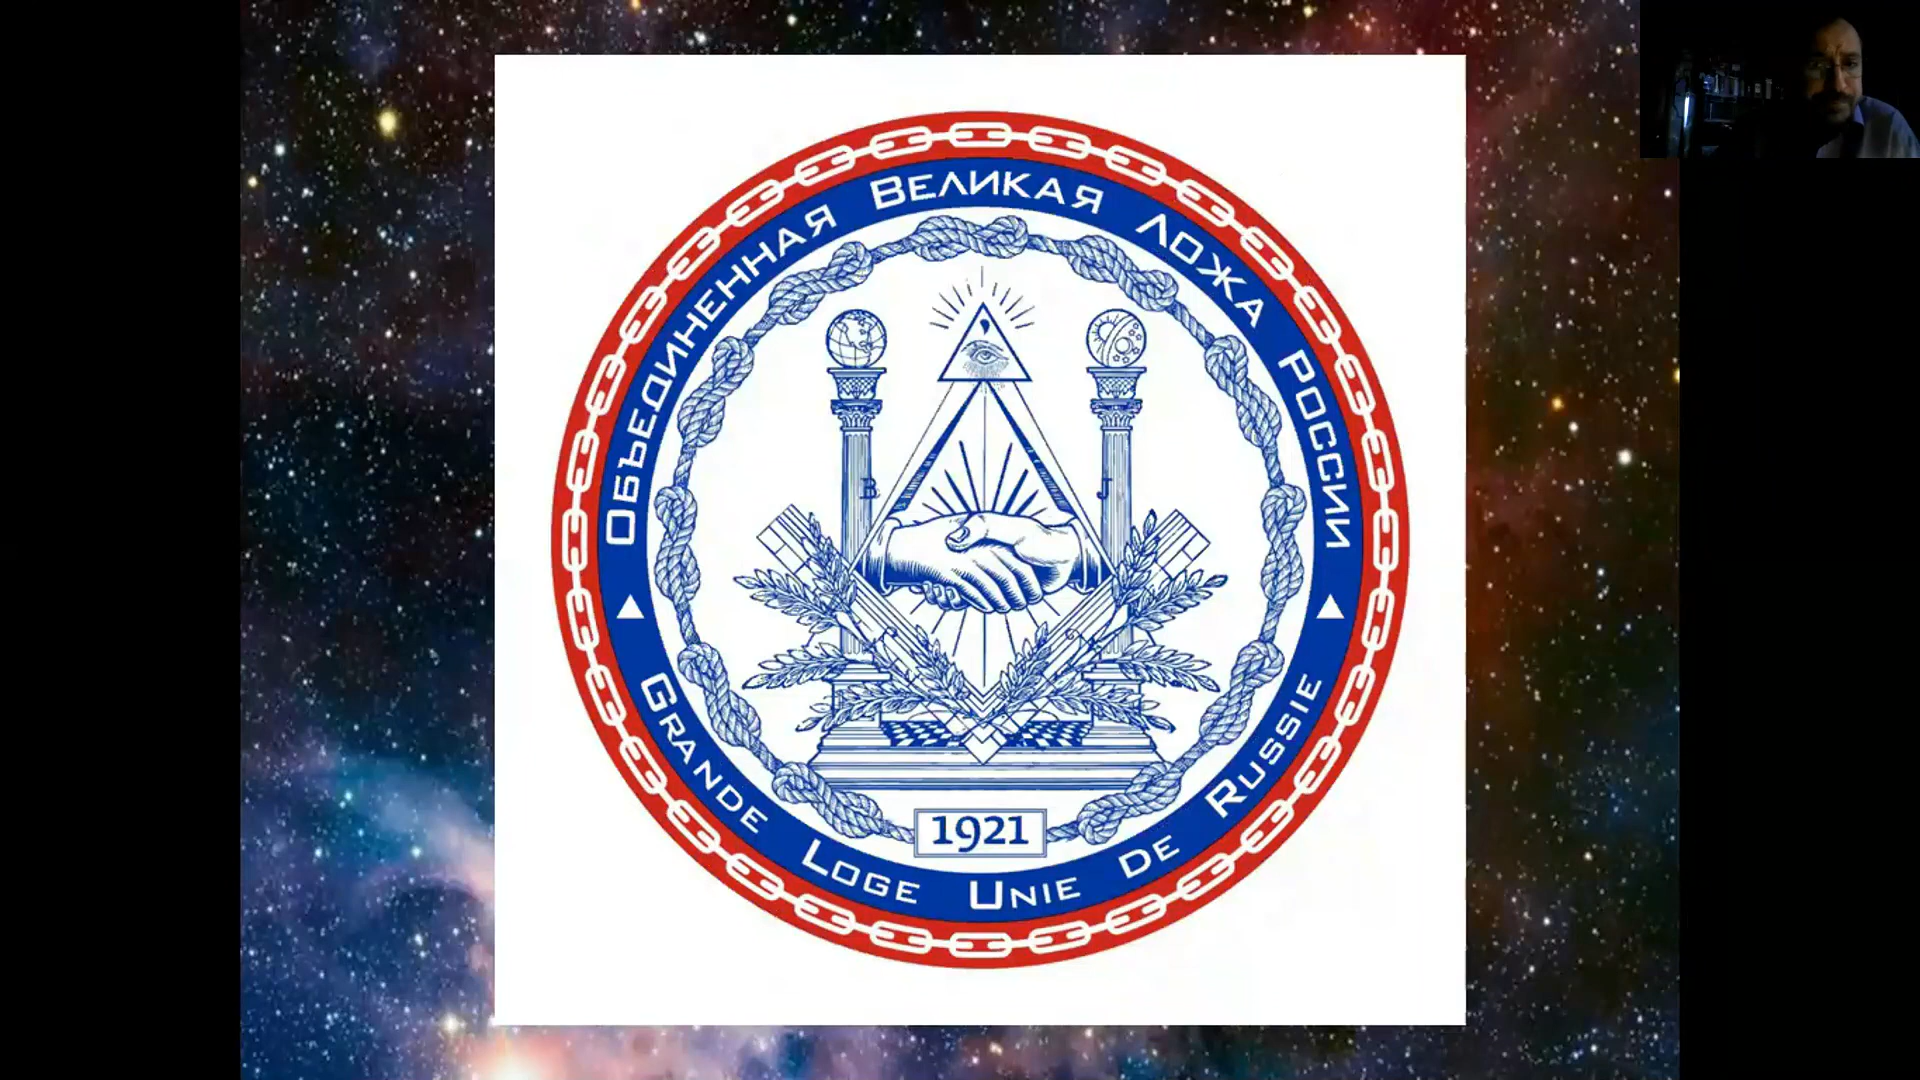 Объединенная Великая Ложа России
B J
1921
Grande Loge Unie de Russie